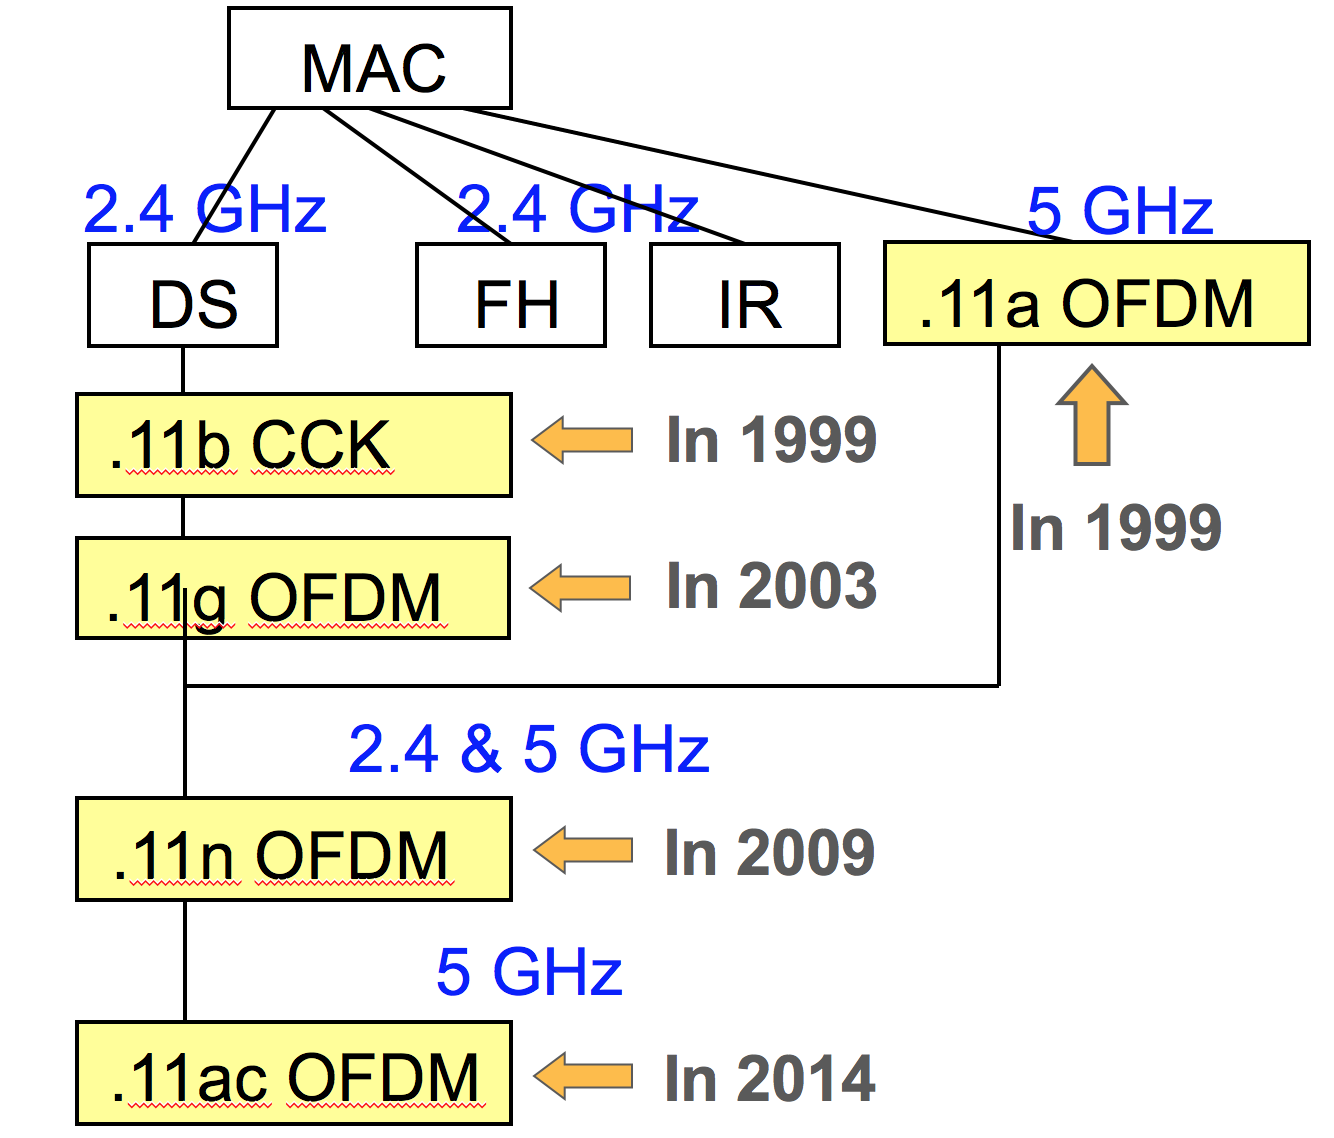 MAC
2.4 GHz
2.4 GHz
5 GHz
DS
FH
IR
.11a OFDM
.11b CCK
In 1999
In 1999
.11g OFDM
In 2003
2.4 & 5 GHz
.11n OFDM
In 2009
5 GHz
.11ac OFDM
In 2014